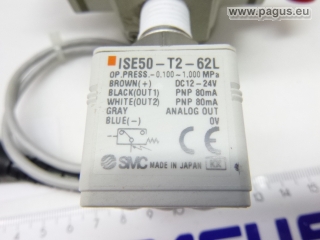 www.pagus.eu
ISE50-T2-62L
OP.PRESS.-0.100~1.000 MPa
BROWN(+) DC12-24V
BLACK(OUT1) PNP 80mA
WHITE(OUT2) PNP 80mA
GRAY ANALOG OUT
BLUE(-) 0V
SMC MADE IN JAPAN